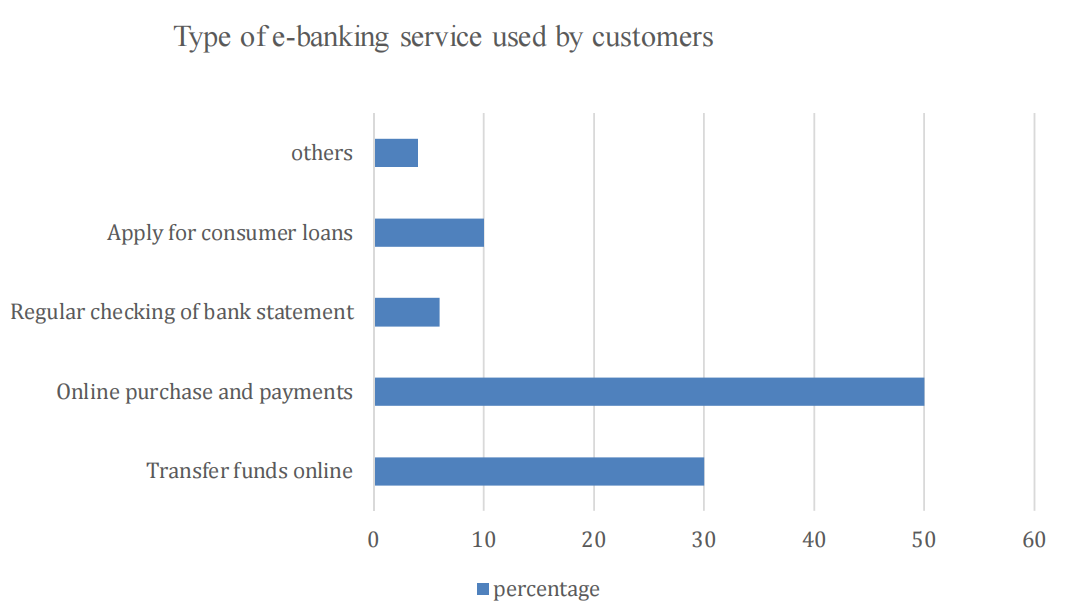 Type of e-banking service used by customers
others
Apply for consumer loans
Regular checking of bank statement
Online purchase and payments
Transfer funds online
0 10 20 30 40 50 60
percentage